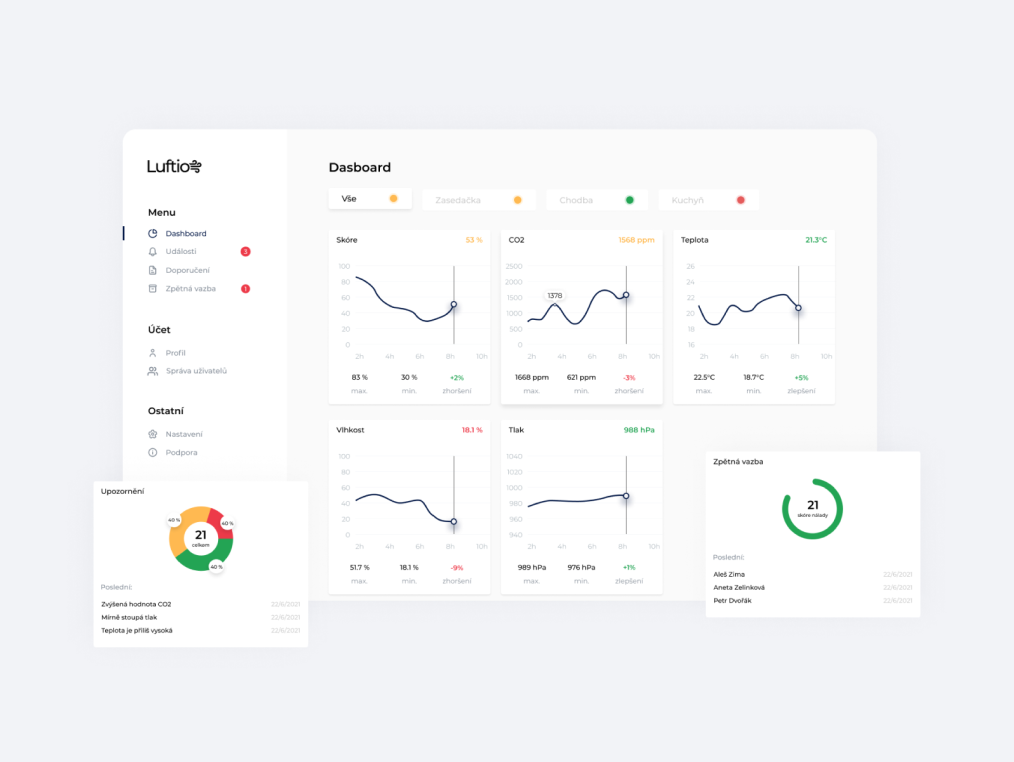 Luftio
Menu
Dashboard
Události 3
Doporučení
Zpětná vazba 1
Účet
Profil
Správa uživatelů
Ostatní
Nastavení
Podpora
Dasboard
Vše
Zasedačka
Chodba
Kuchyň
Skóre 53 %
100
80
60
40
20
0
2h 4h 6h 8h 10h
83 % 30 % +2%
max. min. zhoršení
CO2 1568 ppm
2500
2000
1500
1000
500
0
1378
2h 4h 6h 8h 10h
1668 ppm 621 ppm -3%
max. min. zhoršení
Teplota 21.3°C
26
24
22
20
18
16
2h 4h 6h 8h 10h
22.5°C 18.7°C +5%
max. min. zlepšení
Vlhkost 18.1 %
100
80
60
40
20
0
2h 4h 6h 8h 10h
51.7 % 18.1 % -9%
max. min. zhoršení
Tlak 988 hPa
1040
1020
1000
980
960
940
2h 4h 6h 8h 10h
989 hPa 976 hPa +1%
max. min. zlepšení
Upozornění
40 %
40 %
21
celkem
40 %
Poslední:
Zvýšená hodnota CO2 22/6/2021
Mírně stoupá tlak 22/6/2021
Teplota je příliš vysoká 22/6/2021
Zpětná vazba
21
skóre nálady
Poslední:
Aleš Zíma 22/6/2021
Aneta Zelinková 22/6/2021
Petr Dvořák 22/6/2021